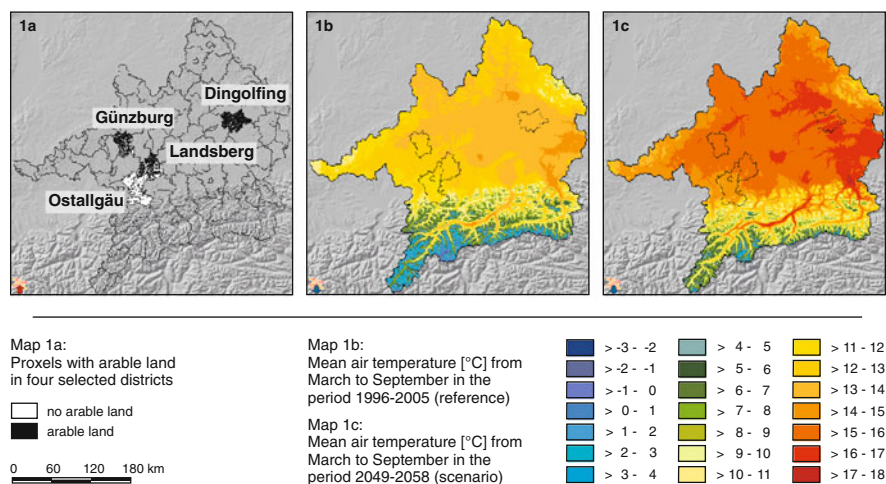 1a
Dingolfing
Günzburg
Landsberg
Ostallgäu
1b
1c
Map 1a:
Proxels with arable land
in four selected districts
no arable land
arable land
0 60 120 180 km
Map 1b:
Mean air temperature [°C] from
March to September in the
period 1996-2005 (reference)
Map 1c:
Mean air temperature [°C] from
March to September in the
period 2049-2058 (scenario)
> -3 - -2
> -2 - -1
> -1 - 0
> 0 - 1
> 1 - 2
> 2 - 3
> 3 - 4
> 4 - 5
> 5 - 6
> 6 - 7
> 7 - 8
> 8 - 9
> 9 - 10
> 10 - 11
> 11 - 12
> 12 - 13
> 13 - 14
> 14 - 15
> 15 - 16
> 16 - 17
> 17 - 18